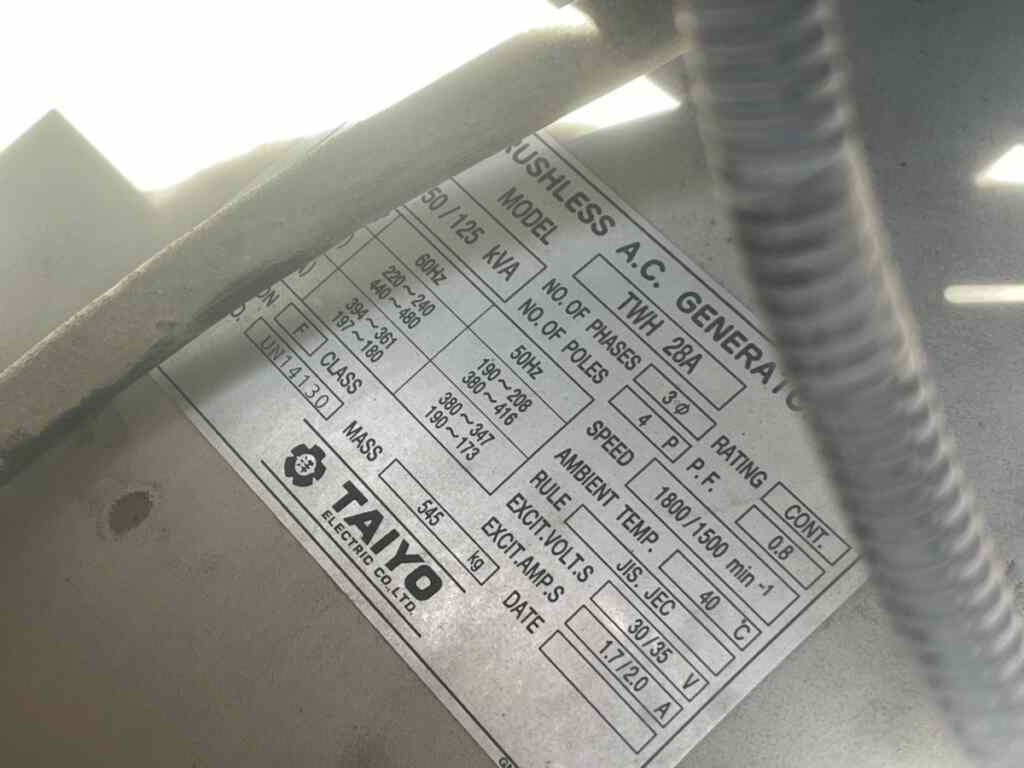 RUSHLESS A.C. GENERATO
MODEL TWH 28A
50/125 kVA NO. OF PHASES 3 Φ RATING CONT.
NO. OF POLES 4 P P.F. 0.8
60Hz 50Hz SPEED 1800/1500 min -1
220~240 190~208 AMBIENT TEMP. 40 ℃
440~480 380~416 RULE JIS. JEC
394~361 380~347 EXCIT.VOLT.S 30/35 V
197~180 190~173 EXCIT.AMP.S 1.7/2.0 A
ON F CLASS MASS 545 kg DATE
UN14130
TAIYO
ELECTRIC CO.,LTD.